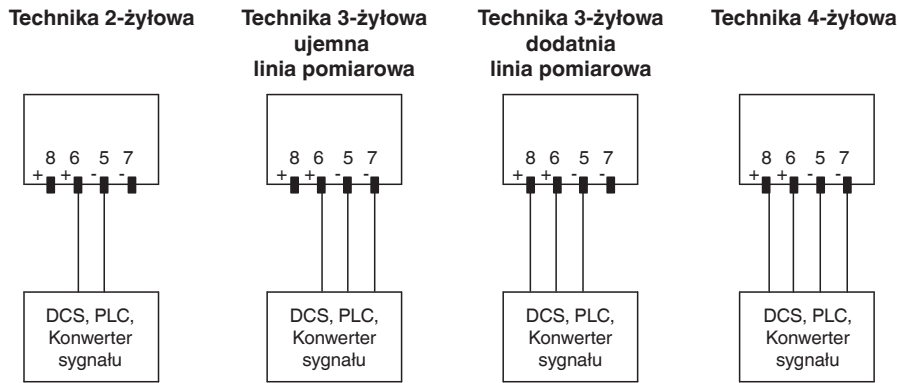 Technika 2-żyłowa
Technika 3-żyłowa
ujemna
linia pomiarowa
Technika 3-żyłowa
dodatnia
linia pomiarowa
Technika 4-żyłowa
8 6 5 7
+ + - -
8 6 5 7
+ + - -
8 6 5 7
+ + - -
8 6 5 7
+ + - -
DCS, PLC,
Konwerter
sygnału
DCS, PLC,
Konwerter
sygnału
DCS, PLC,
Konwerter
sygnału
DCS, PLC,
Konwerter
sygnału